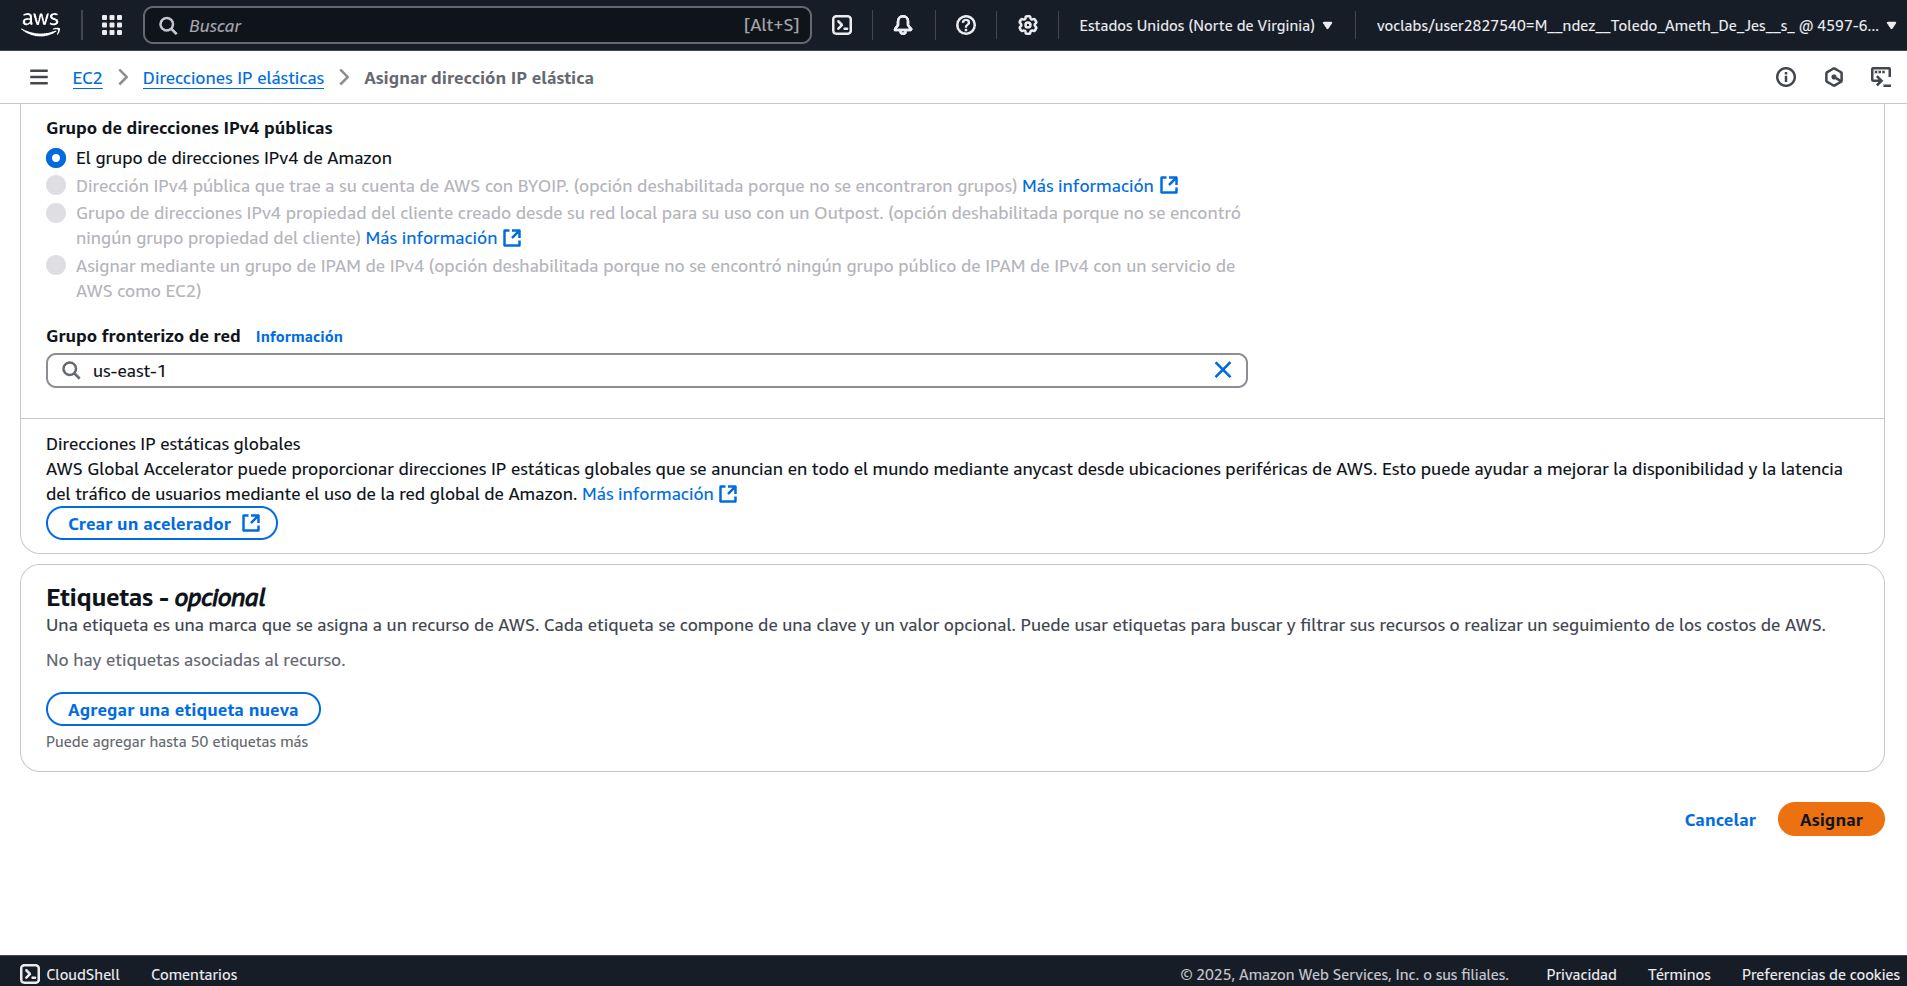 aws
Buscar
[Alt+S]
Estados Unidos (Norte de Virginia)
voclabs/user2827540=M__ndez__Toledo_Ameth_De_Jes__s_ @ 4597-6...
EC2
Direcciones IP elásticas
Asignar dirección IP elástica
Grupo de direcciones IPv4 públicas
El grupo de direcciones IPv4 de Amazon
Dirección IPv4 pública que trae a su cuenta de AWS con BYOIP. (opción deshabilitada porque no se encontraron grupos) Más información
Grupo de direcciones IPv4 propiedad del cliente creado desde su red local para su uso con un Outpost. (opción deshabilitada porque no se encontró
ningún grupo propiedad del cliente) Más información
Asignar mediante un grupo de IPAM de IPv4 (opción deshabilitada porque no se encontró ningún grupo público de IPAM de IPv4 con un servicio de
AWS como EC2)
Grupo fronterizo de red Información
us-east-1
Direcciones IP estáticas globales
AWS Global Accelerator puede proporcionar direcciones IP estáticas globales que se anuncian en todo el mundo mediante anycast desde ubicaciones periféricas de AWS. Esto puede ayudar a mejorar la disponibilidad y la latencia
del tráfico de usuarios mediante el uso de la red global de Amazon. Más información
Crear un acelerador
Etiquetas - opcional
Una etiqueta es una marca que se asigna a un recurso de AWS. Cada etiqueta se compone de una clave y un valor opcional. Puede usar etiquetas para buscar y filtrar sus recursos o realizar un seguimiento de los costos de AWS.
No hay etiquetas asociadas al recurso.
Agregar una etiqueta nueva
Puede agregar hasta 50 etiquetas más
Cancelar
Asignar
CloudShell
Comentarios
© 2025, Amazon Web Services, Inc. o sus filiales.
Privacidad
Términos
Preferencias de cookies